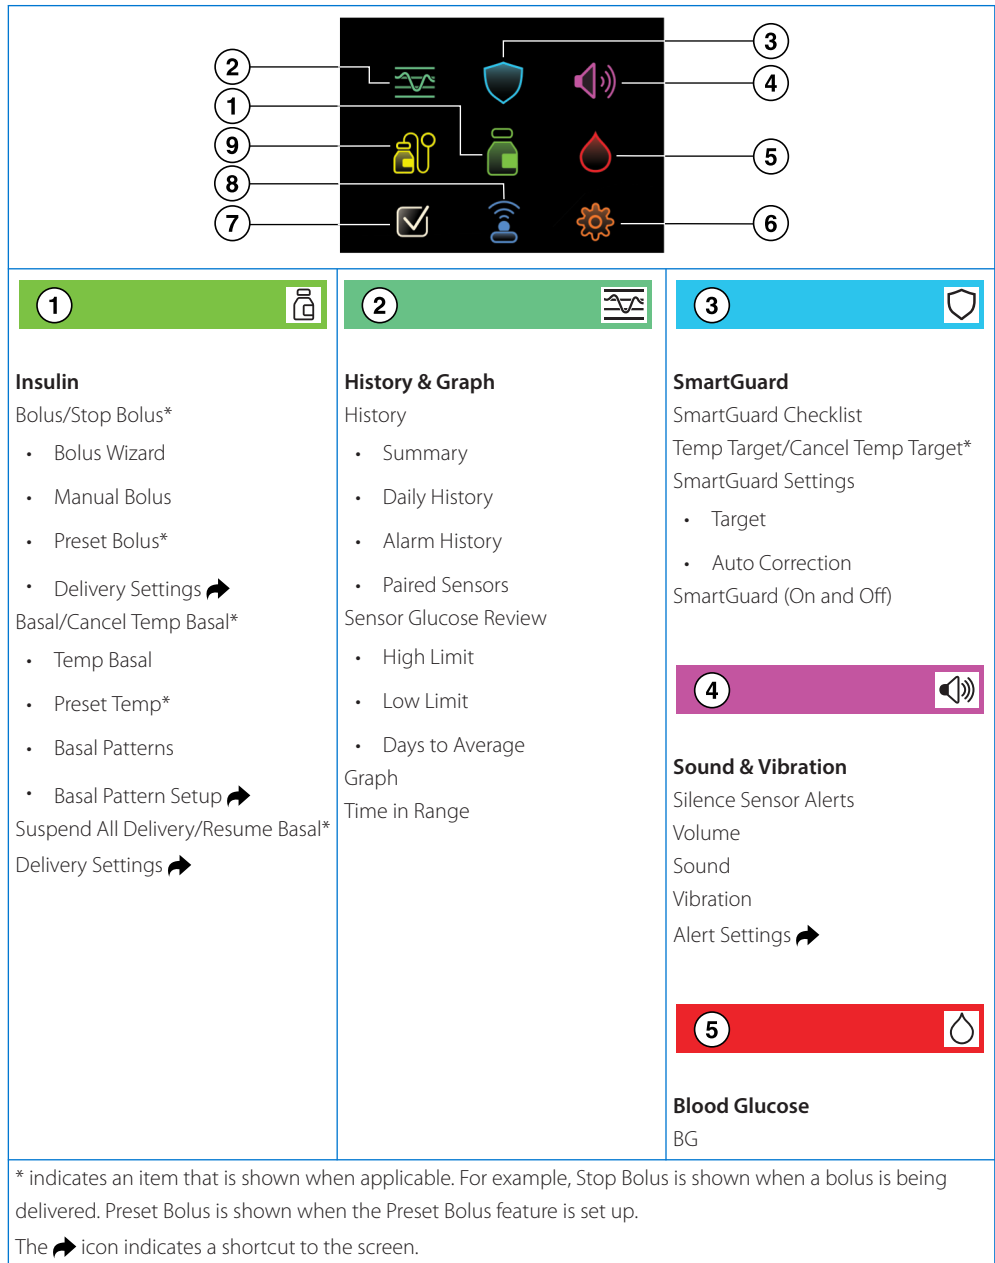 3
2
4
1
9
5
8
7
6
1
Insulin
Bolus/Stop Bolus*
• Bolus Wizard
• Manual Bolus
• Preset Bolus*
• Delivery Settings
Basal/Cancel Temp Basal*
• Temp Basal
• Preset Temp*
• Basal Patterns
• Basal Pattern Setup
Suspend All Delivery/Resume Basal*
Delivery Settings
2
History & Graph
History
• Summary
• Daily History
• Alarm History
• Paired Sensors
Sensor Glucose Review
• High Limit
• Low Limit
• Days to Average
Graph
Time in Range
3
SmartGuard
SmartGuard Checklist
Temp Target/Cancel Temp Target*
SmartGuard Settings
• Target
• Auto Correction
SmartGuard (On and Off)
4
Sound & Vibration
Silence Sensor Alerts
Volume
Sound
Vibration
Alert Settings
5
Blood Glucose
BG
* indicates an item that is shown when applicable. For example, Stop Bolus is shown when a bolus is being
delivered. Preset Bolus is shown when the Preset Bolus feature is set up.
The icon indicates a shortcut to the screen.